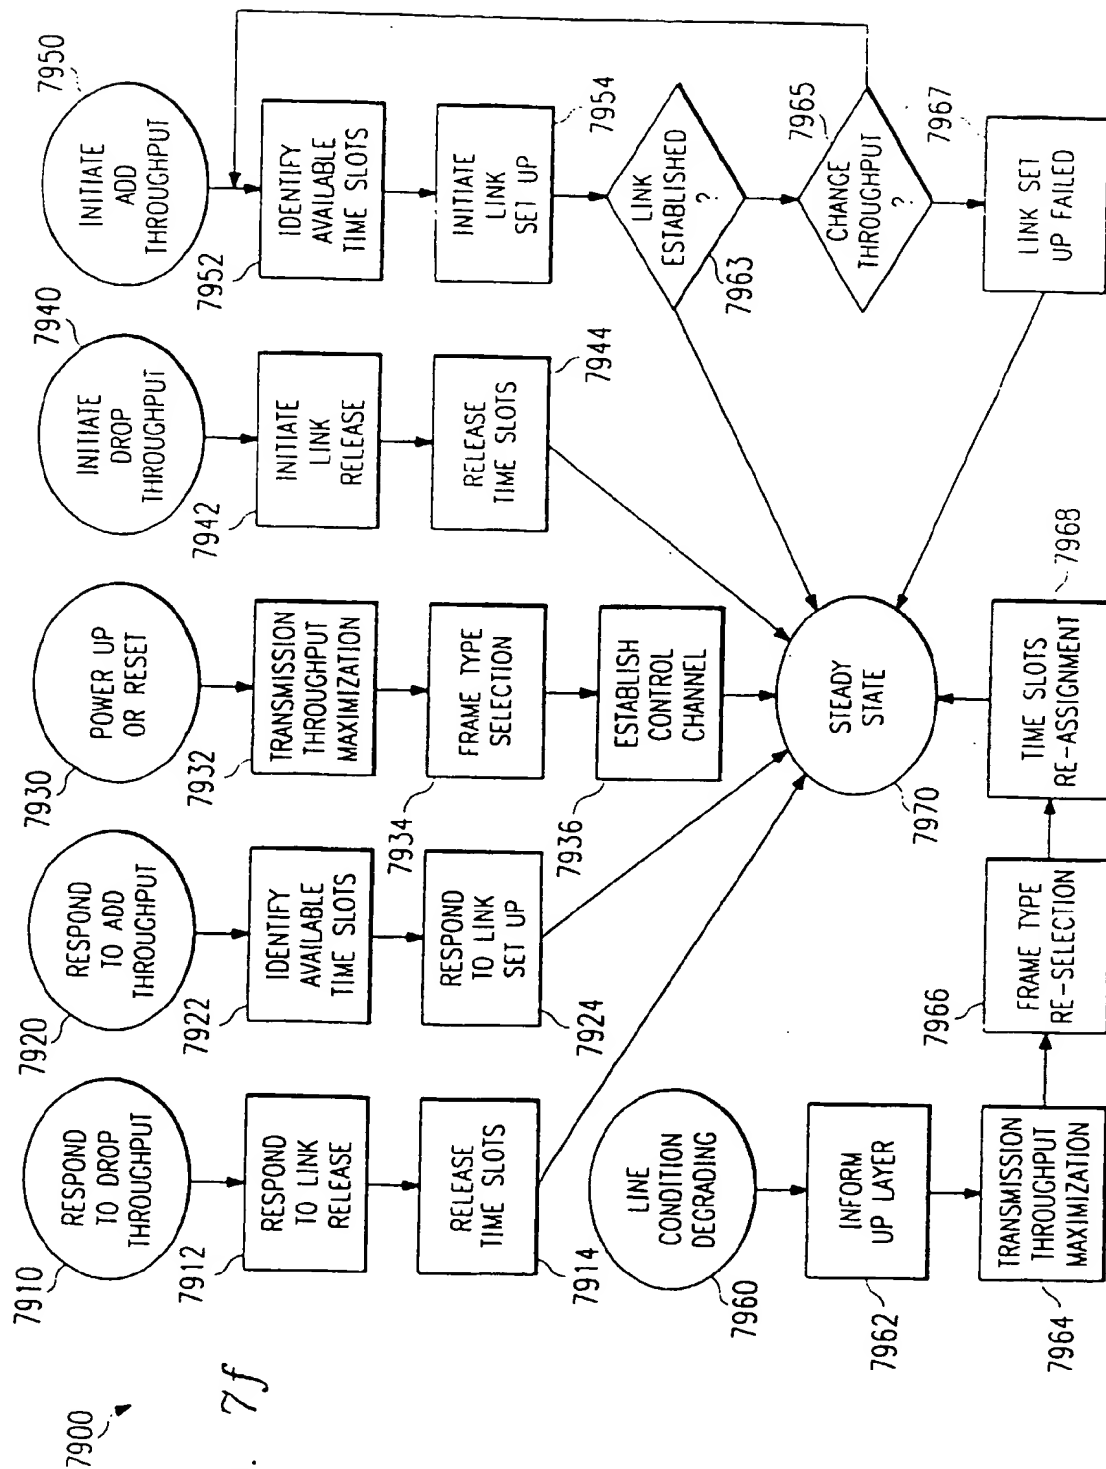 7900
. 7f
7910
RESPOND
TO DROP
THROUGHPUT
7912
RESPOND
TO LINK
RELEASE
RELEASE
TIME SLOTS
7914
7920
RESPOND
TO ADD
THROUGHPUT
7922
IDENTIFY
AVAILABLE
TIME SLOTS
RESPOND
TO LINK
SET UP
7924
7930
POWER UP
OR RESET
7932
TRANSMISSION
THROUGHPUT
MAXIMIZATION
7934
FRAME TYPE
SELECTION
7936
ESTABLISH
CONTROL
CHANNEL
7940
INITIATE
DROP
THROUGHPUT
7942
INITIATE
LINK
RELEASE
7944
RELEASE
TIME SLOTS
7950
INITIATE
ADD
THROUGHPUT
7952
IDENTIFY
AVAILABLE
TIME SLOTS
7954
INITIATE
LINK
SET UP
LINK
ESTABLISHED
?
7963
7965
CHANGE
THROUGHPUT
?
7967
LINK SET
UP FAILED
LINE
CONDITION
DEGRADING
7960
INFORM
UP LAYER
7962
TRANSMISSION
THROUGHPUT
MAXIMIZATION
7964
7966
FRAME TYPE
RE-SELECTION
7968
TIME SLOTS
RE-ASSIGNMENT
STEADY
STATE
7970